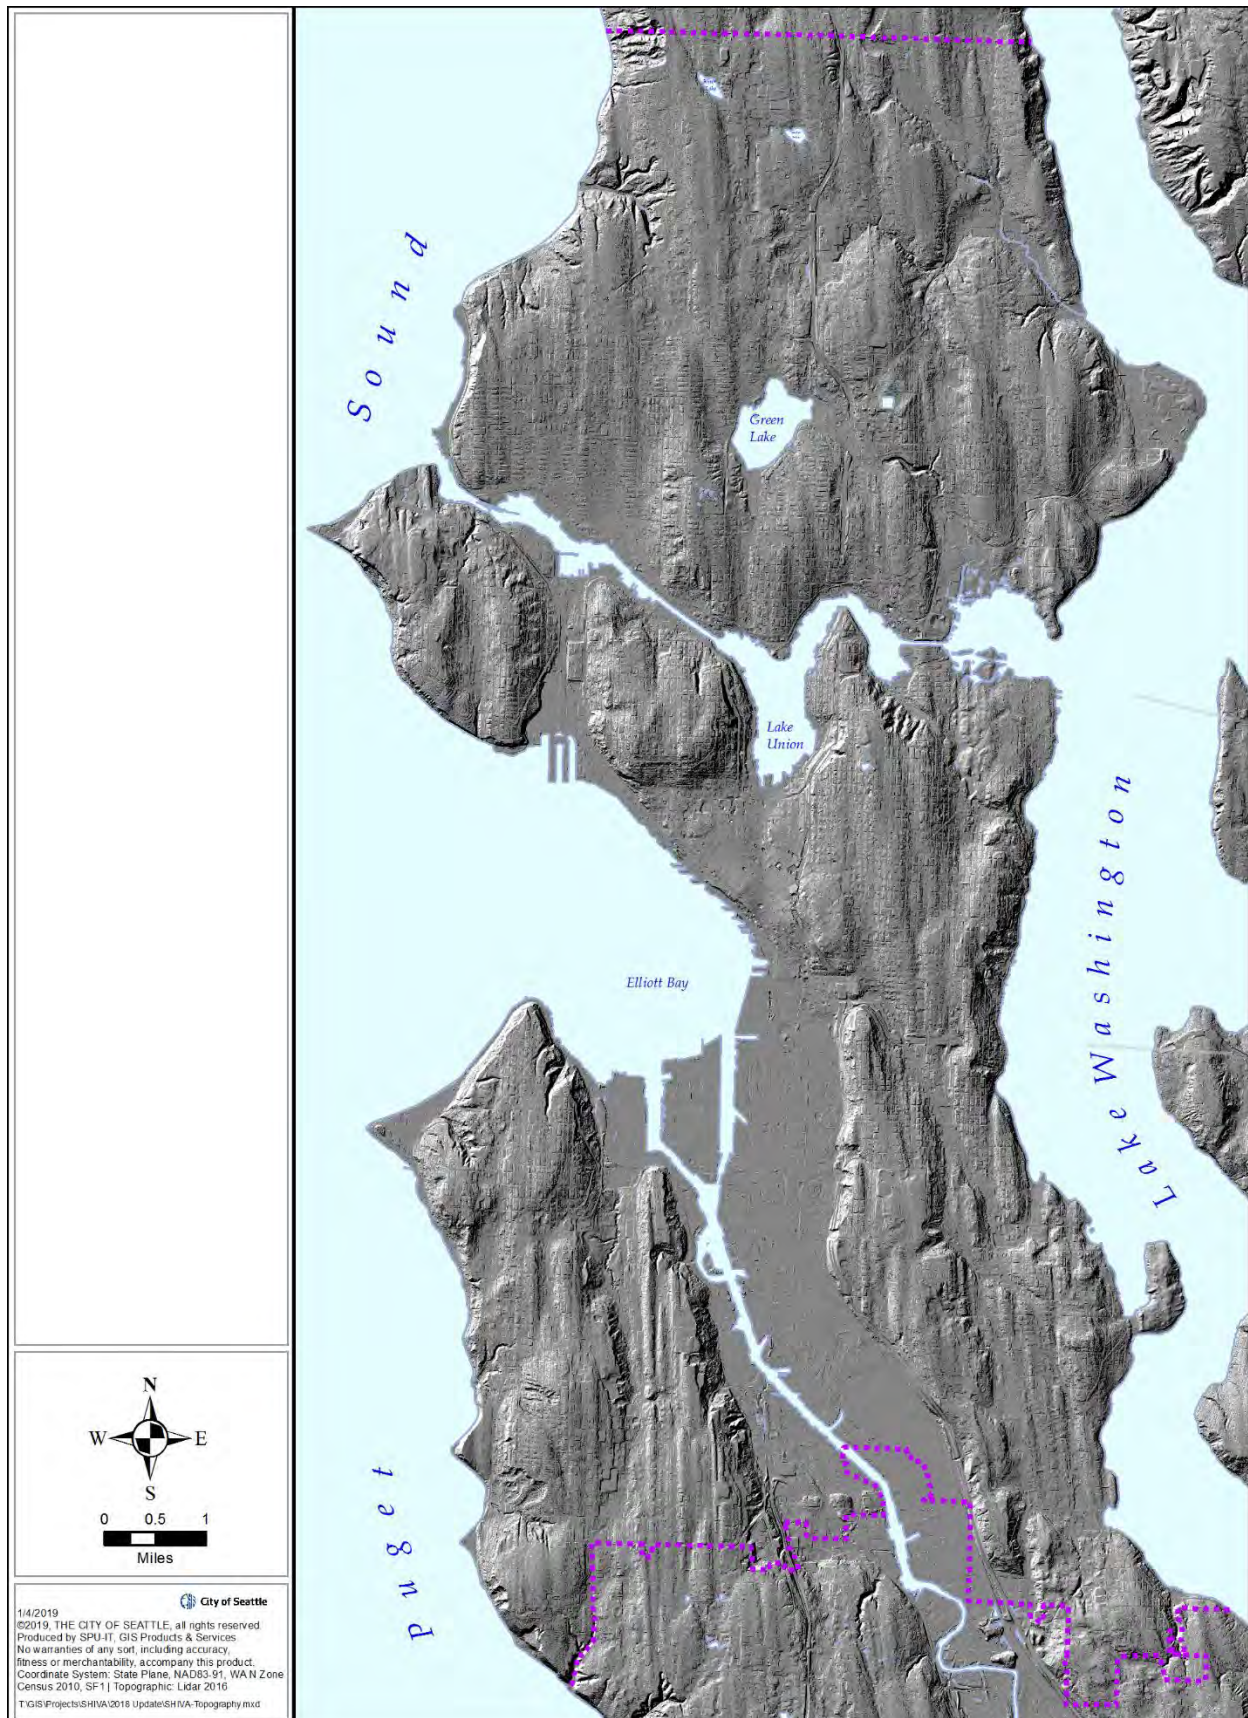 Sound
Green
Lake
Lake
Union
Lake Washington
Elliott Bay
Puget
N
W E
S
0 0.5 1
Miles
City of Seattle
1/4/2019
©2019, THE CITY OF SEATTLE, all rights reserved.
Produced by SPU-IT, GIS Products & Services
No warranties of any sort, including accuracy,
fitness or merchantability, accompany this product.
Coordinate System: State Plane, NAD83-91, WA N Zone
Census 2010, SF1 | Topographic: Lidar 2016
T:\GIS\Projects\SHIVA\2018 Update\SHIVA-Topography.mxd